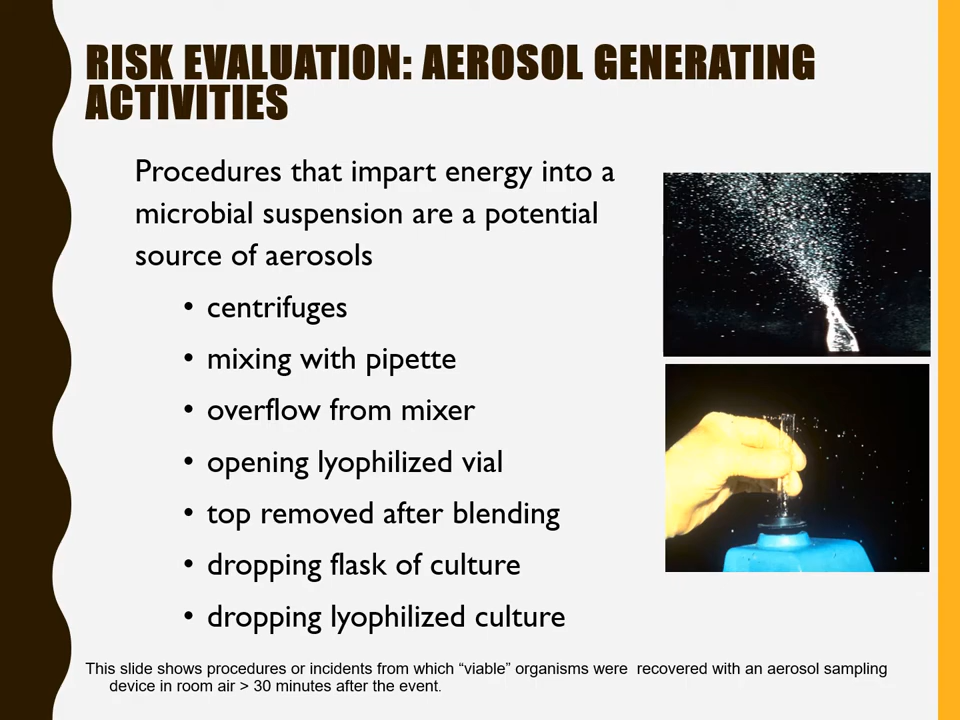 RISK EVALUATION: AEROSOL GENERATING
ACTIVITIES
Procedures that impart energy into a
microbial suspension are a potential
source of aerosols
• centrifuges
• mixing with pipette
• overflow from mixer
• opening lyophilized vial
• top removed after blending
• dropping flask of culture
• dropping lyophilized culture
This slide shows procedures or incidents from which “viable” organisms were recovered with an aerosol sampling
device in room air > 30 minutes after the event.